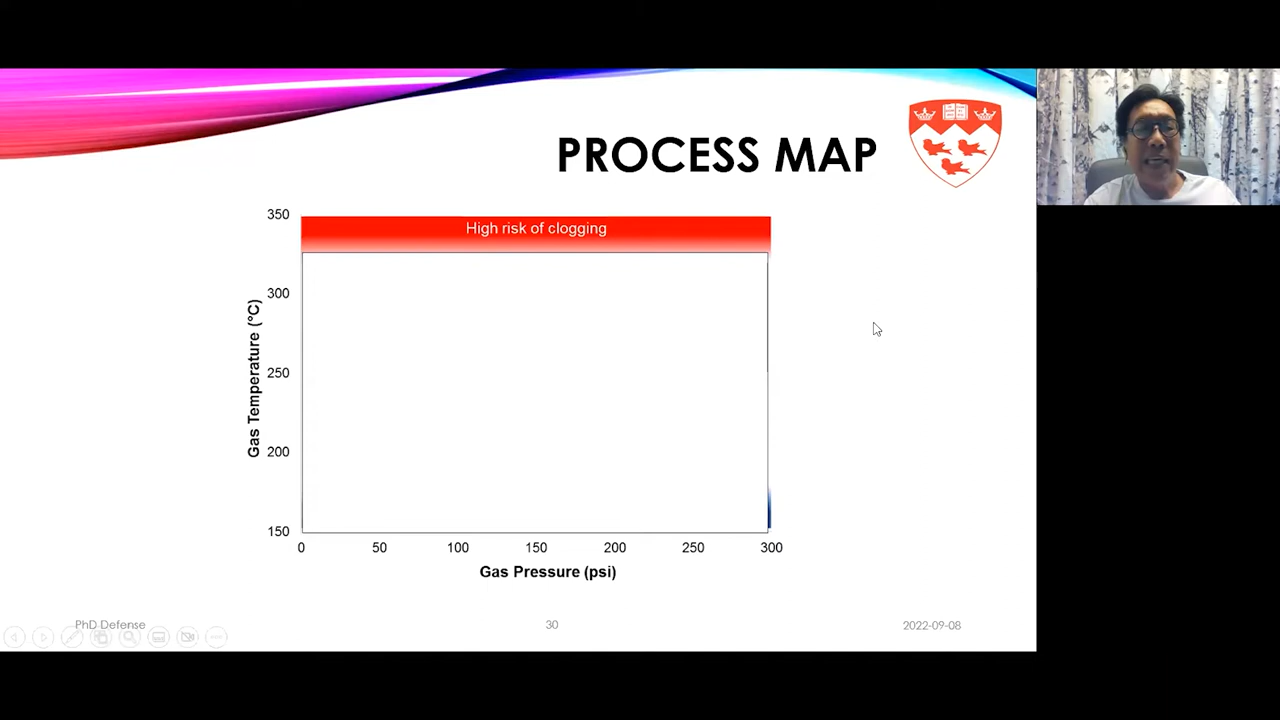 PROCESS MAP
350
High risk of clogging
300
250
200
150
Gas Temperature (°C)
0 50 100 150 200 250 300
Gas Pressure (psi)
PhD Defense 30 2022-09-08